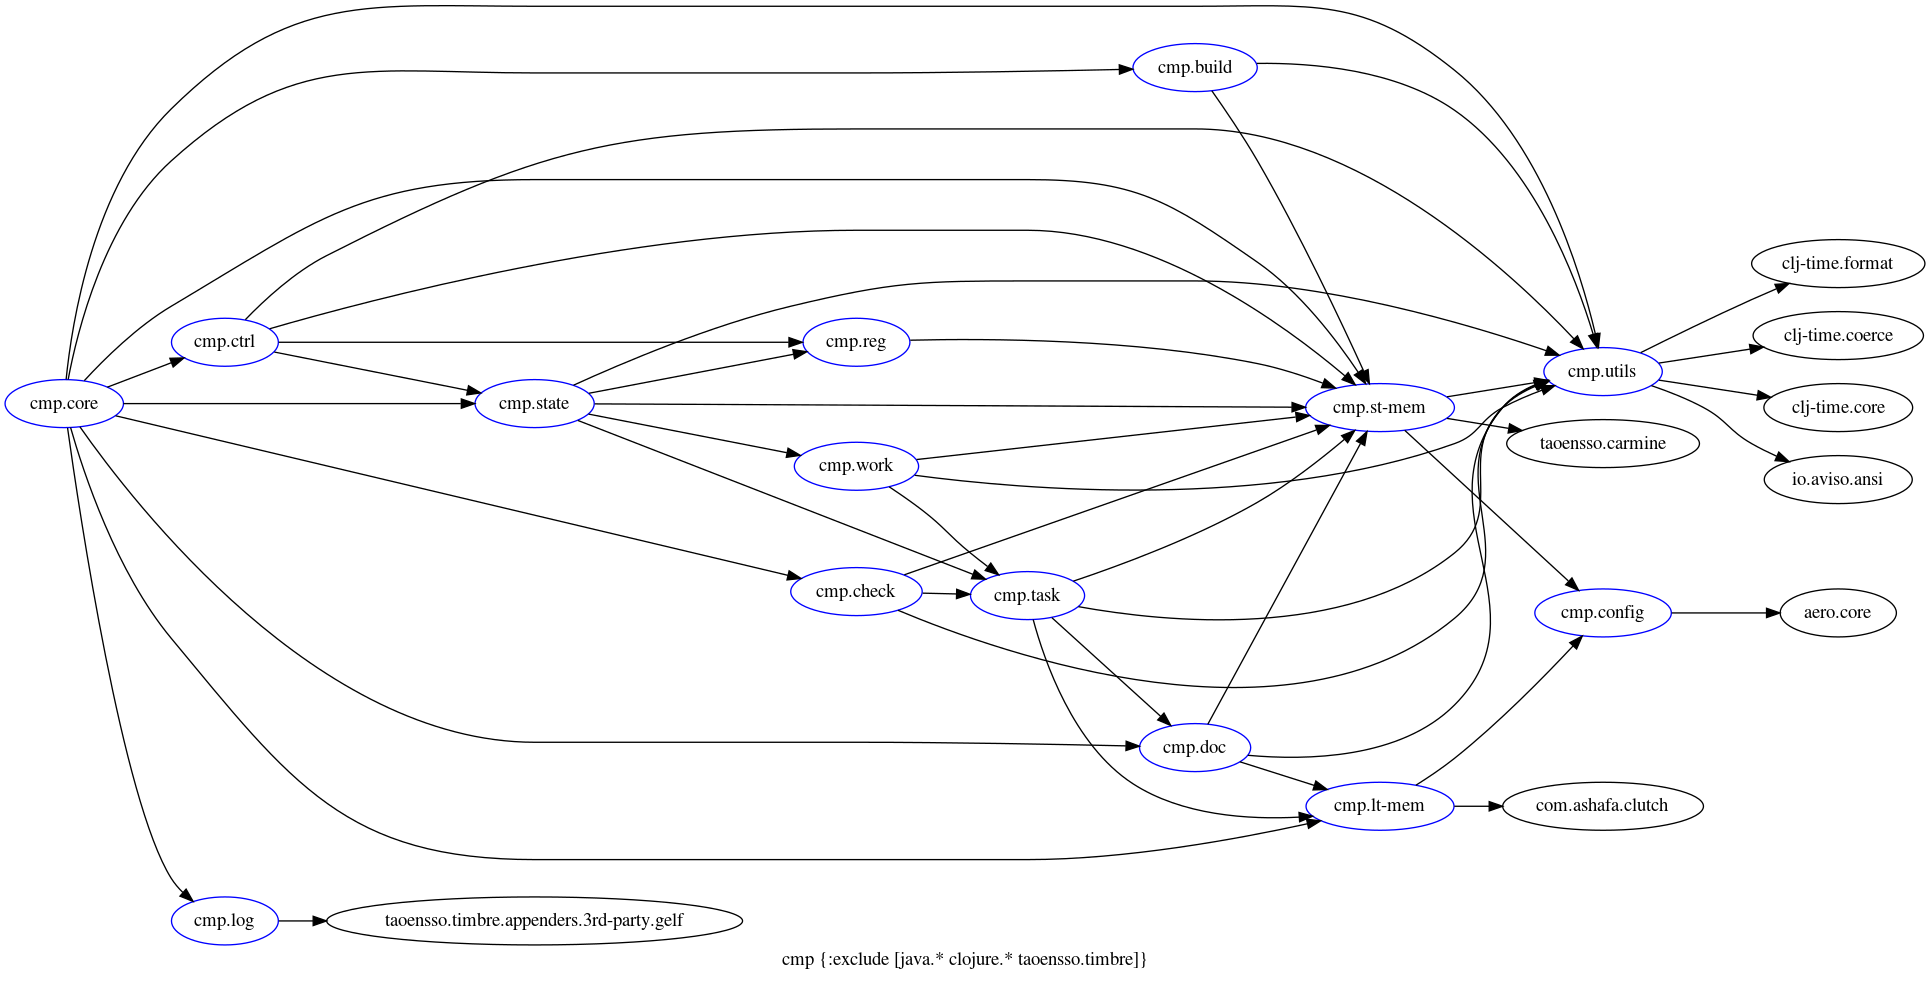 cmp.build
clj-time.format
cmp.ctrl
cmp.reg
clj-time.coerce
cmp.utils
cmp.core
cmp.state
cmp.st-mem
clj-time.core
taoensso.carmine
cmp.work
io.aviso.ansi
cmp.check
cmp.task
cmp.config
aero.core
cmp.doc
cmp.lt-mem
com.ashafa.clutch
cmp.log
taoensso.timbre.appenders.3rd-party.gelf
cmp {:exclude [java.* clojure.* taoensso.timbre]}